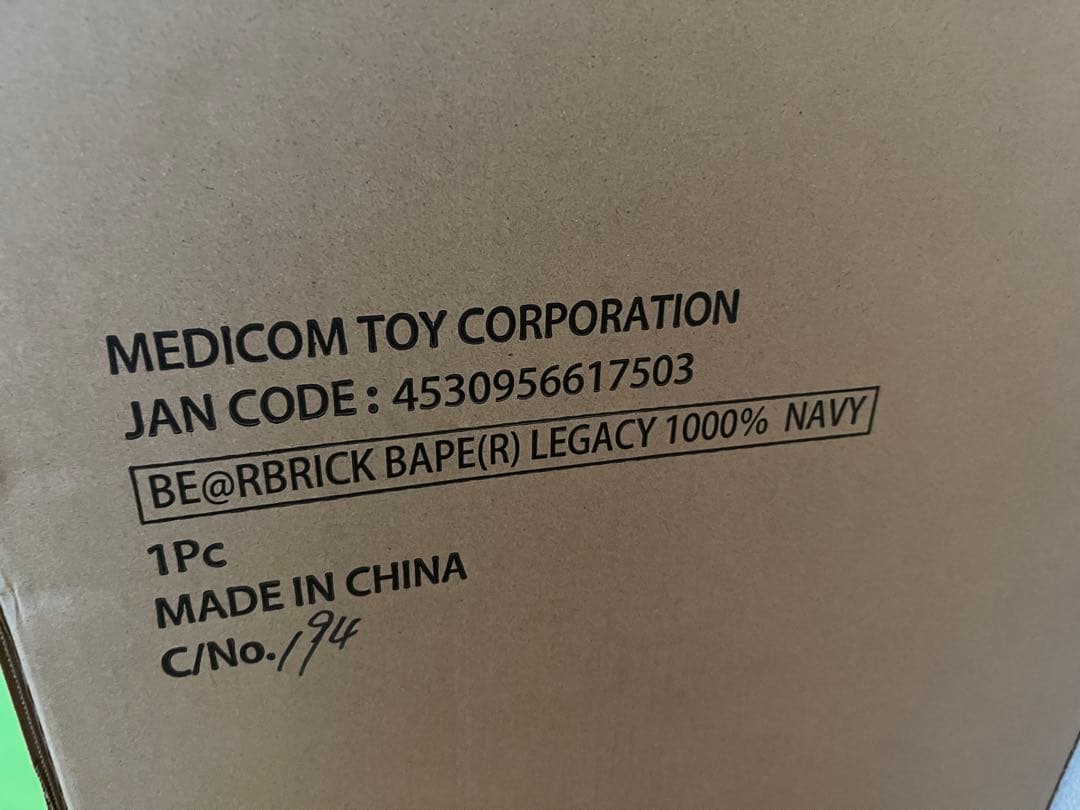 MEDICOM TOY CORPORATION
JAN CODE : 4530956617503
BE@RBRICK BAPE(R) LEGACY 1000% NAVY
1Pc
MADE IN CHINA
C/No. 194